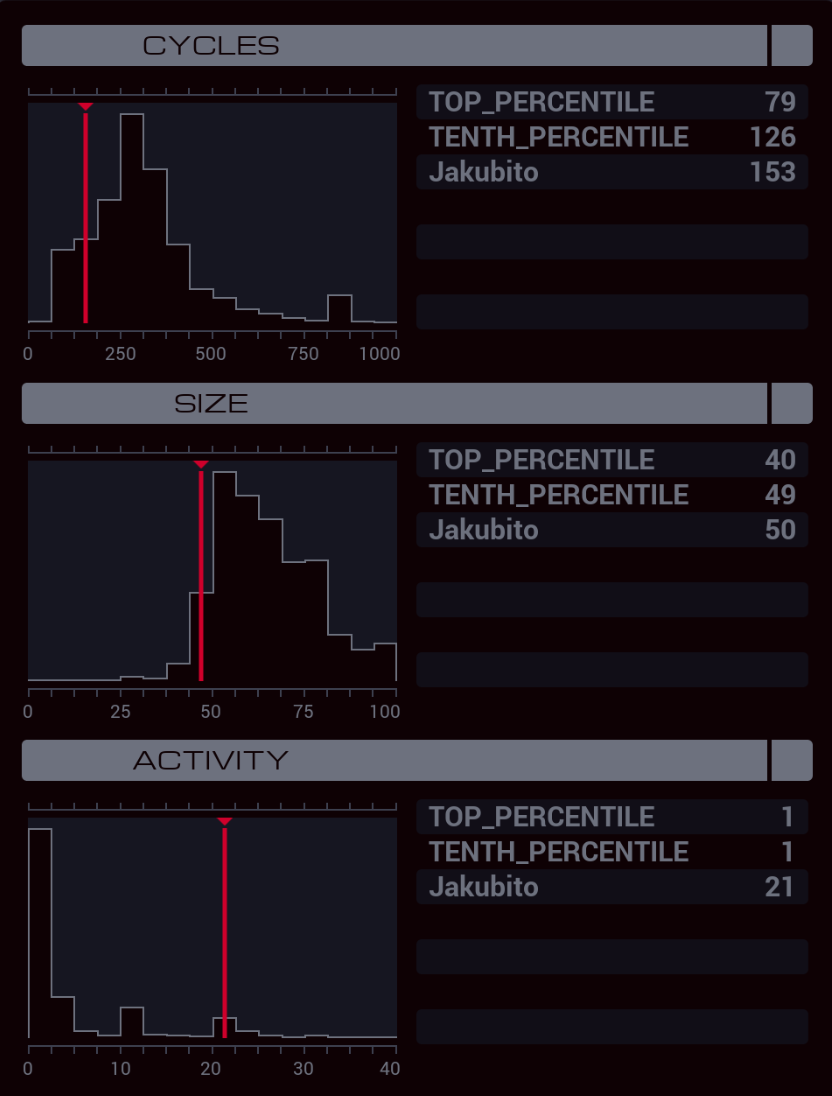 CYCLES
TOP_PERCENTILE 79
TENTH_PERCENTILE 126
Jakubito 153
0 250 500 750 1000
SIZE
TOP_PERCENTILE 40
TENTH_PERCENTILE 49
Jakubito 50
0 25 50 75 100
ACTIVITY
TOP_PERCENTILE 1
TENTH_PERCENTILE 1
Jakubito 21
0 10 20 30 40